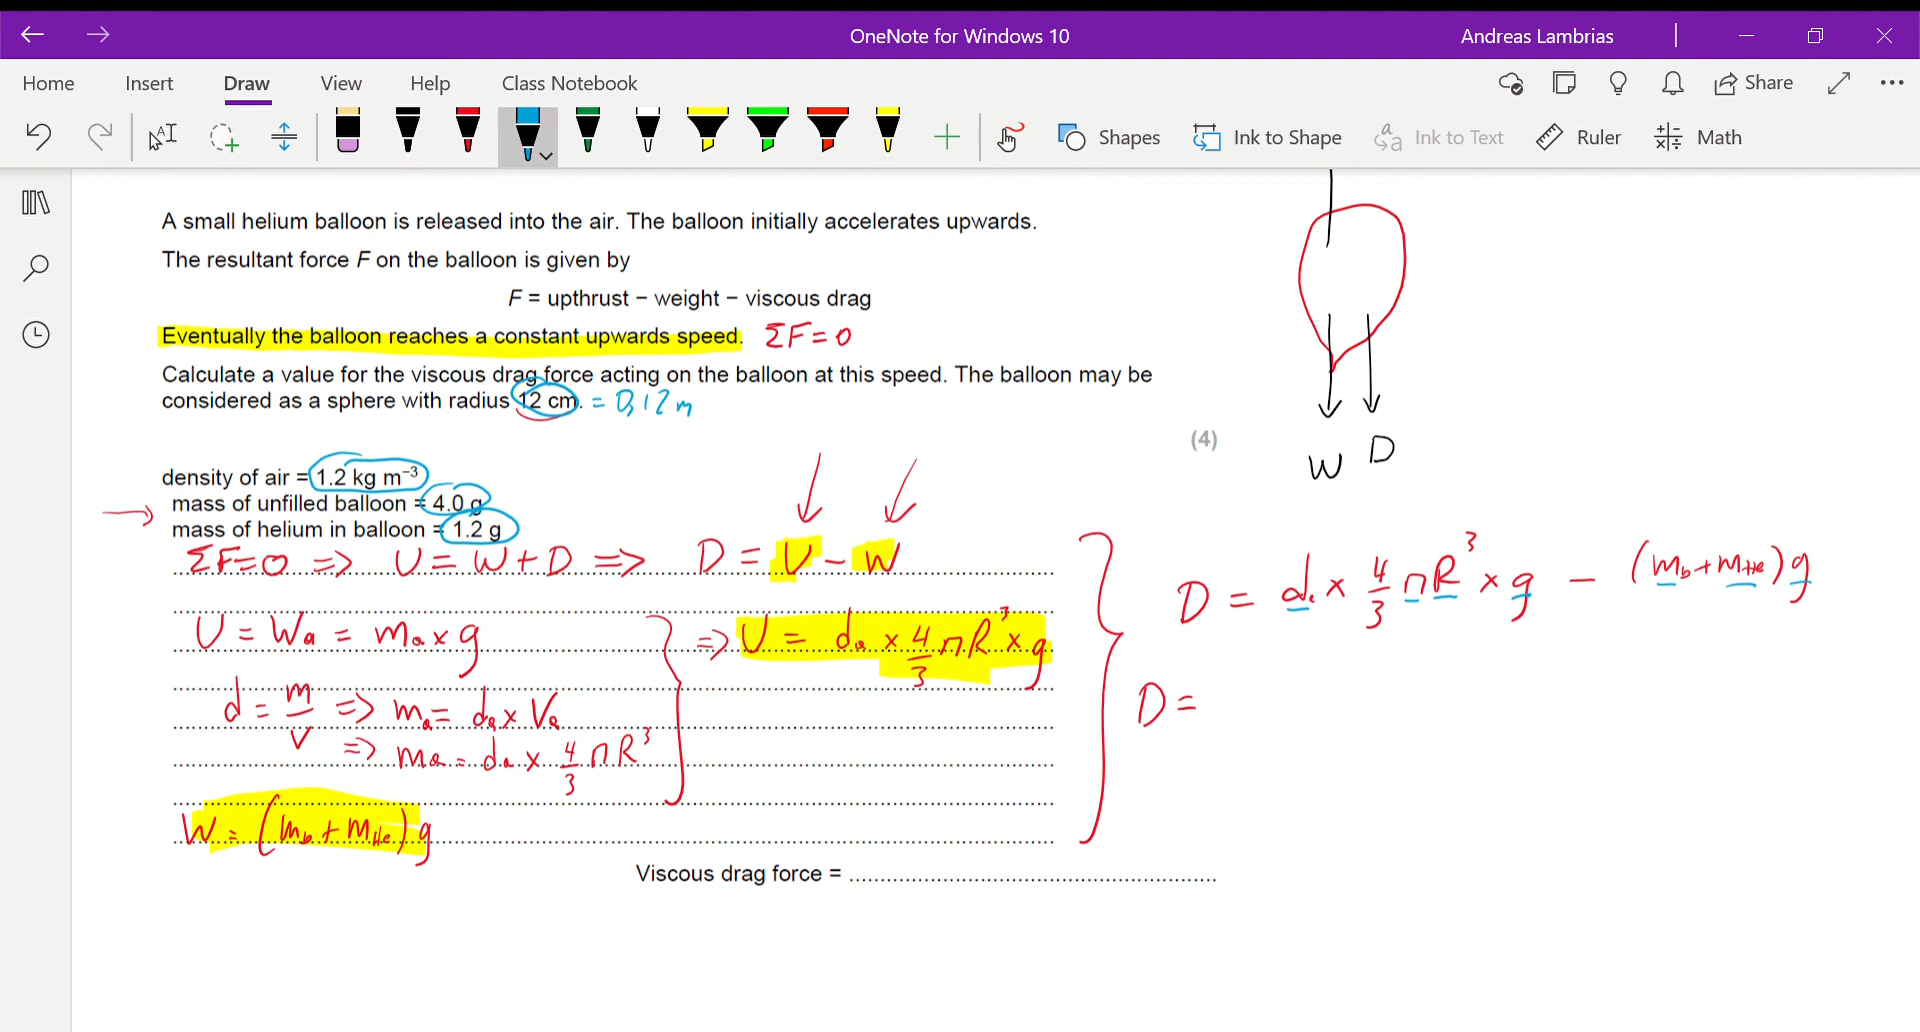 OneNote for Windows 10
Andreas Lambrias
Home Insert Draw View Help Class Notebook
Share
Shapes Ink to Shape Ink to Text Ruler Math
A small helium balloon is released into the air. The balloon initially accelerates upwards.
The resultant force F on the balloon is given by
F = upthrust − weight − viscous drag
Eventually the balloon reaches a constant upwards speed. ΣF = 0
Calculate a value for the viscous drag force acting on the balloon at this speed. The balloon may be
considered as a sphere with radius 12 cm. = 0,12 m
(4)
W D
density of air = 1.2 kg m⁻³
mass of unfilled balloon = 4.0 g
mass of helium in balloon = 1.2 g
ΣF=0 => U = W + D => D = U − W
U = Wa = ma x g
=> U = da x 4/3 πR³ x g
d = m/V => ma = da x Va
=> ma = da x 4/3 πR³
W = (mb + mHe) g
D = da x 4/3 πR³ x g − (mb + mHe) g
D =
Viscous drag force = ........................................................